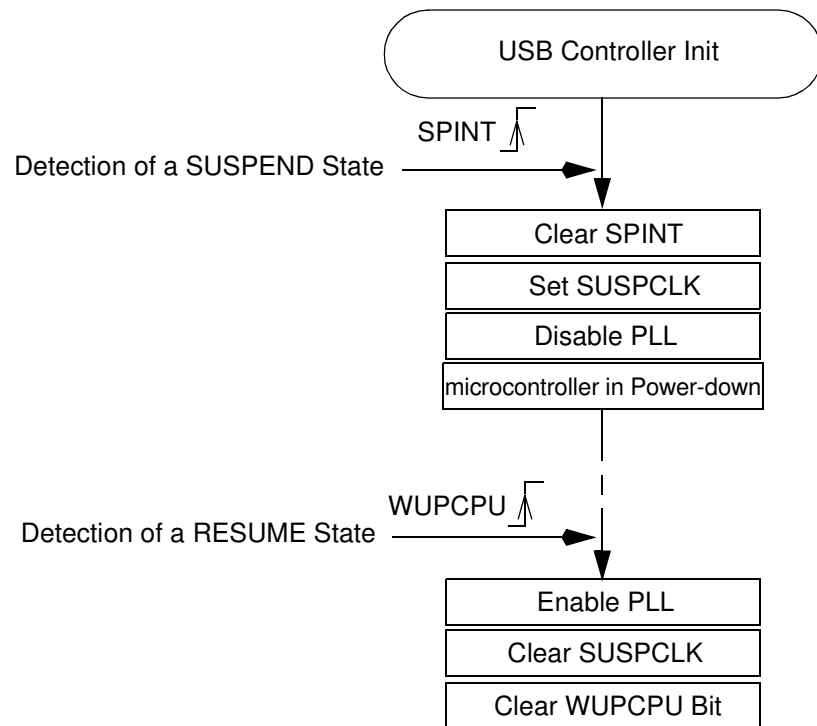 USB Controller Init
SPINT
Detection of a SUSPEND State
Clear SPINT
Set SUSPCLK
Disable PLL
microcontroller in Power-down
WUPCPU
Detection of a RESUME State
Enable PLL
Clear SUSPCLK
Clear WUPCPU Bit